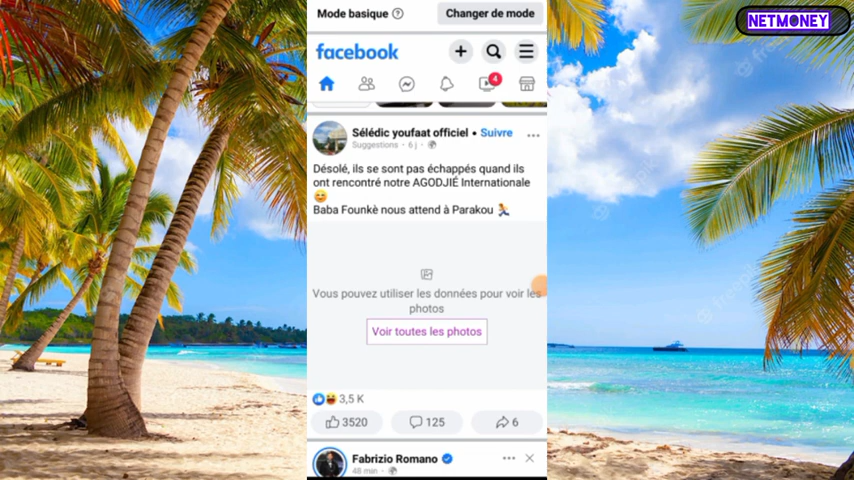 Mode basique ?
Changer de mode
NETMONEY
facebook
4
Sélédic youfaat officiel • Suivre
Suggestions · 6 j ·
Désolé, ils se sont pas échappés quand ils
ont rencontré notre AGODJIÉ Internationale
Baba Founkè nous attend à Parakou
Vous pouvez utiliser les données pour voir les
photos
Voir toutes les photos
3,5 K
3520
125
6
Fabrizio Romano
48 min ·